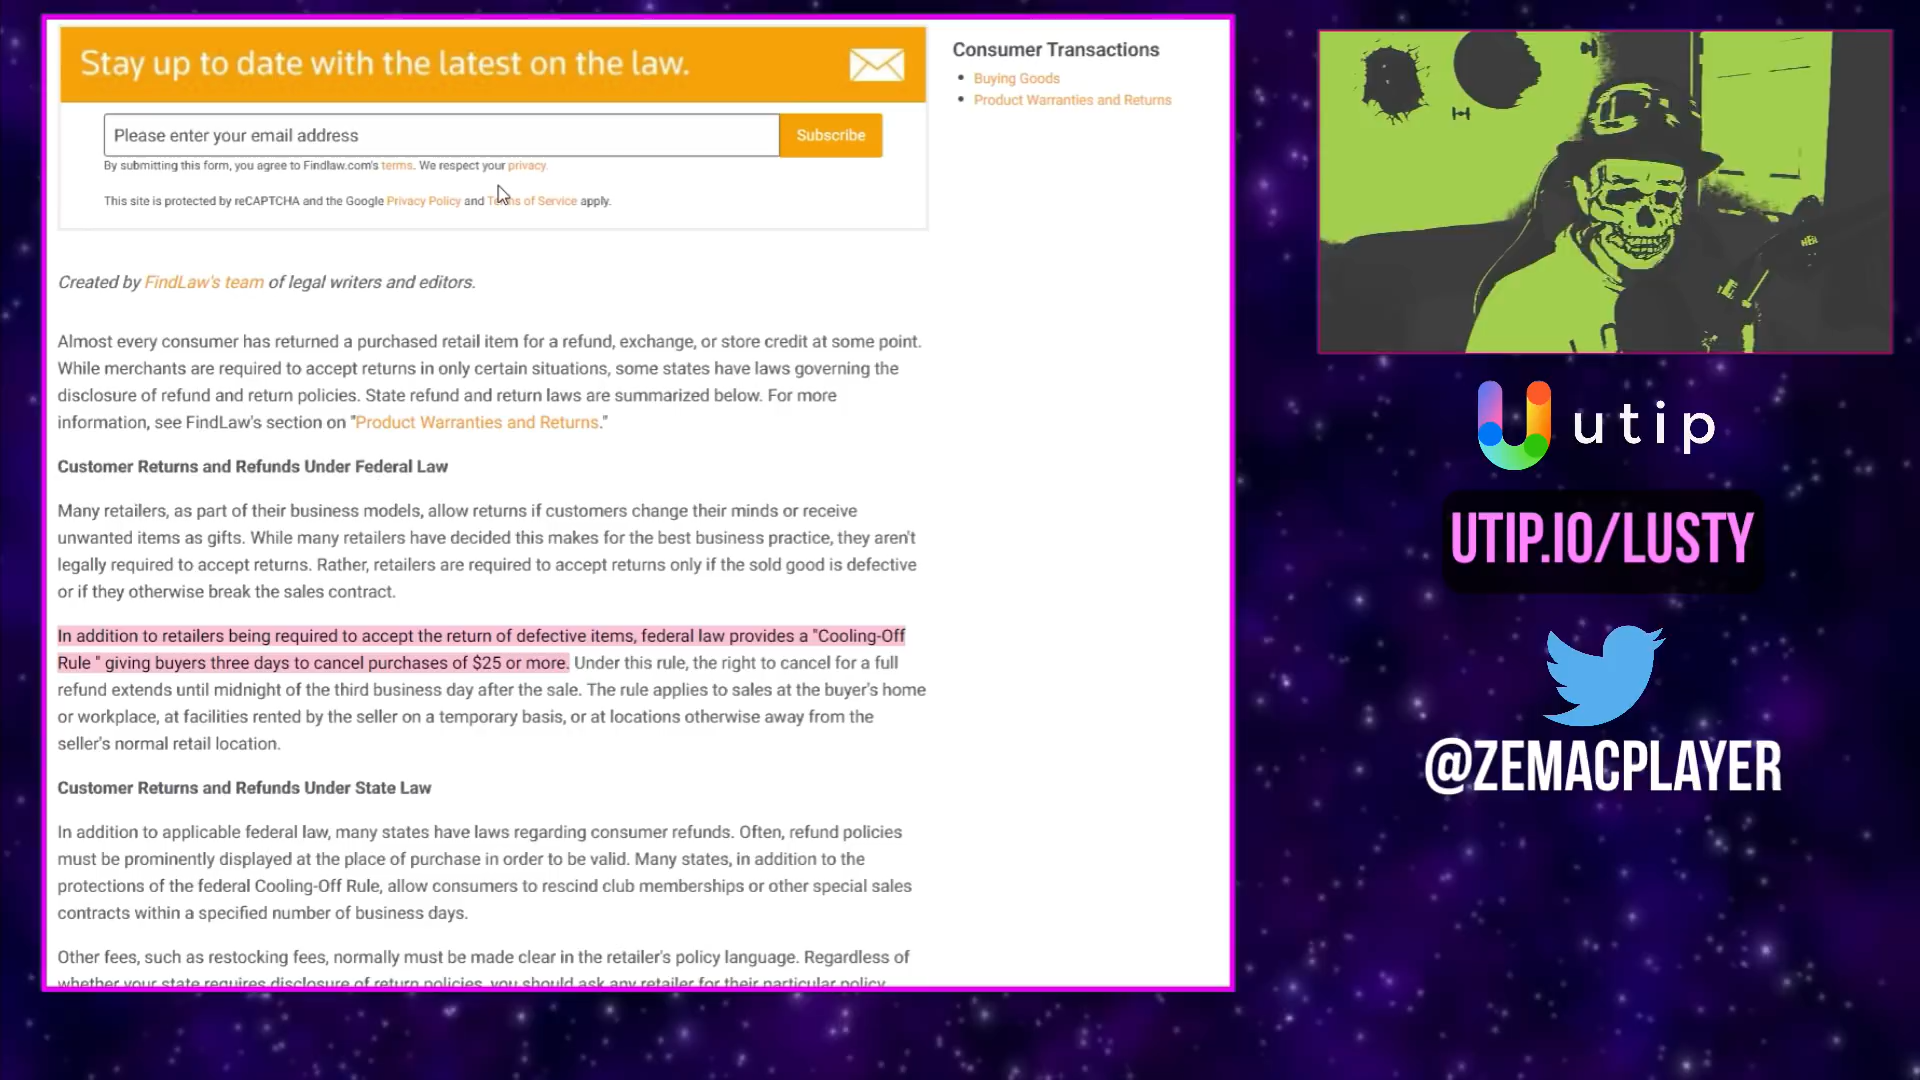 Stay up to date with the latest on the law.
Please enter your email address
Subscribe
By submitting this form, you agree to Findlaw.com's terms. We respect your privacy.
This site is protected by reCAPTCHA and the Google Privacy Policy and Terms of Service apply.
Created by FindLaw's team of legal writers and editors.
Almost every consumer has returned a purchased retail item for a refund, exchange, or store credit at some point.
While merchants are required to accept returns in only certain situations, some states have laws governing the
disclosure of refund and return policies. State refund and return laws are summarized below. For more
information, see FindLaw's section on "Product Warranties and Returns."
Customer Returns and Refunds Under Federal Law
Many retailers, as part of their business models, allow returns if customers change their minds or receive
unwanted items as gifts. While many retailers have decided this makes for the best business practice, they aren't
legally required to accept returns. Rather, retailers are required to accept returns only if the sold good is defective
or if they otherwise break the sales contract.
In addition to retailers being required to accept the return of defective items, federal law provides a "Cooling-Off
Rule " giving buyers three days to cancel purchases of $25 or more. Under this rule, the right to cancel for a full
refund extends until midnight of the third business day after the sale. The rule applies to sales at the buyer's home
or workplace, at facilities rented by the seller on a temporary basis, or at locations otherwise away from the
seller's normal retail location.
Customer Returns and Refunds Under State Law
In addition to applicable federal law, many states have laws regarding consumer refunds. Often, refund policies
must be prominently displayed at the place of purchase in order to be valid. Many states, in addition to the
protections of the federal Cooling-Off Rule, allow consumers to rescind club memberships or other special sales
contracts within a specified number of business days.
Other fees, such as restocking fees, normally must be made clear in the retailer's policy language. Regardless of
whether your state requires disclosure of return policies, you should ask any retailer for their particular policy
Consumer Transactions
Buying Goods
Product Warranties and Returns
utip
UTIP.IO/LUSTY
@ZEMACPLAYER